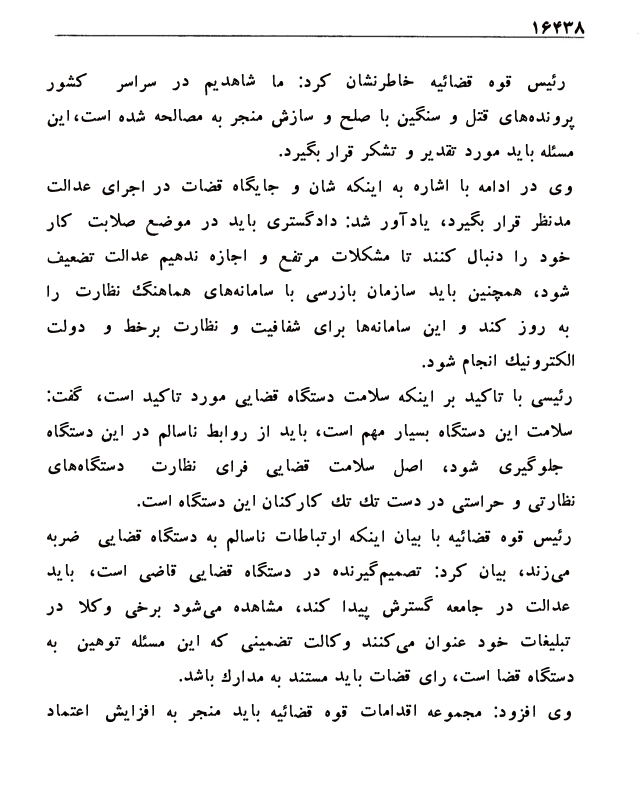 ۱۶۴۳۸
رئیس قوه قضائیه خاطرنشان کرد: ما شاهدیم در سراسر کشور
پرونده‌های قتل و سنگین با صلح و سازش منجر به مصالحه شده است، این
مسئله باید مورد تقدیر و تشکر قرار بگیرد.
وی در ادامه با اشاره به اینکه شان و جایگاه قضات در اجرای عدالت
مدنظر قرار بگیرد، یادآور شد: دادگستری باید در موضع صلابت کار
خود را دنبال کنند تا مشکلات مرتفع و اجازه ندهیم عدالت تضعیف
شود، همچنین باید سازمان بازرسی با سامانه‌های هماهنگ نظارت را
به روز کند و این سامانه‌ها برای شفافیت و نظارت برخط و دولت
الکترونیک انجام شود.
رئیسی با تاکید بر اینکه سلامت دستگاه قضایی مورد تاکید است، گفت:
سلامت این دستگاه بسیار مهم است، باید از روابط ناسالم در این دستگاه
جلوگیری شود، اصل سلامت قضایی فرای نظارت دستگاه‌های
نظارتی و حراستی در دست تك تك کارکنان این دستگاه است.
رئیس قوه قضائیه با بیان اینکه ارتباطات ناسالم به دستگاه قضایی ضربه
می‌زند، بیان کرد: تصمیم‌گیرنده در دستگاه قضایی قاضی است، باید
عدالت در جامعه گسترش پیدا کند، مشاهده می‌شود برخی وکلا در
تبلیغات خود عنوان می‌کنند وکالت تضمینی که این مسئله توهین به
دستگاه قضا است، رای قضات باید مستند به مدارك باشد.
وی افزود: مجموعه اقدامات قوه قضائیه باید منجر به افزایش اعتماد